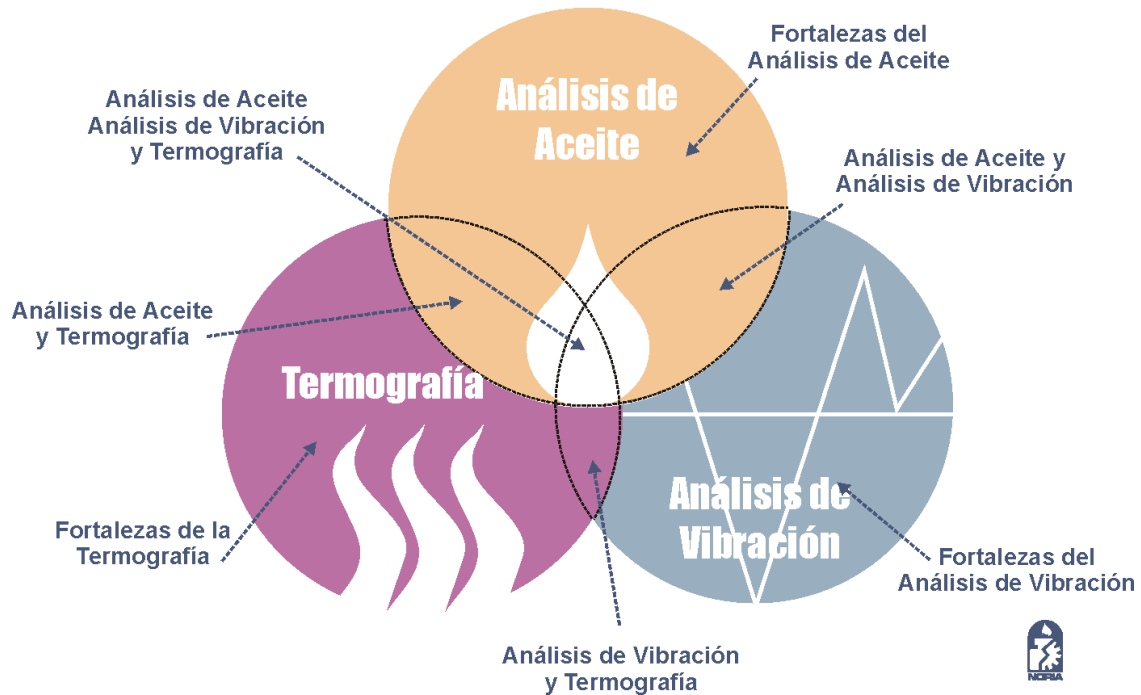 Fortalezas del
Análisis de Aceite
Análisis de
Aceite
Análisis de Aceite
Análisis de Vibración
y Termografía
Análisis de Aceite y
Análisis de Vibración
Análisis de Aceite
y Termografía
Termografía
Análisis de
Vibración
Fortalezas de la
Termografía
Fortalezas del
Análisis de Vibración
Análisis de Vibración
y Termografía
NORIA